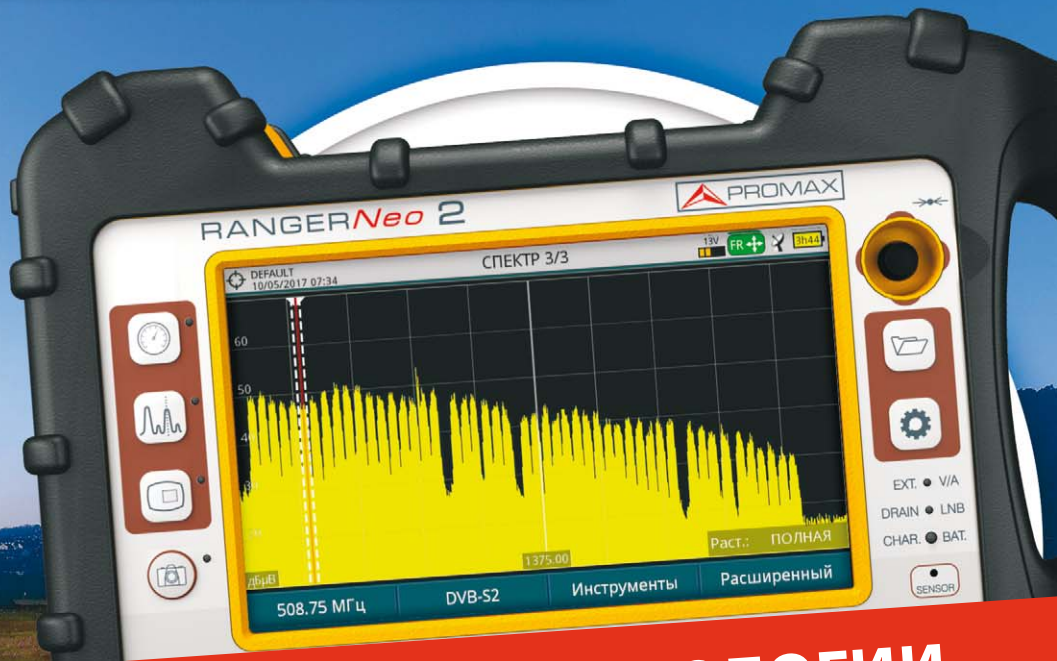 RANGERNeo 2
PROMAX
DEFAULT
10/05/2017 07:34
СПЕКТР 3/3
13V
FR
3h44
60
50
40
дБµВ
1375.00
Раст.: ПОЛНАЯ
508.75 МГц
DVB-S2
Инструменты
Расширенный
EXT. V/A
DRAIN LNB
CHAR. BAT.
SENSOR